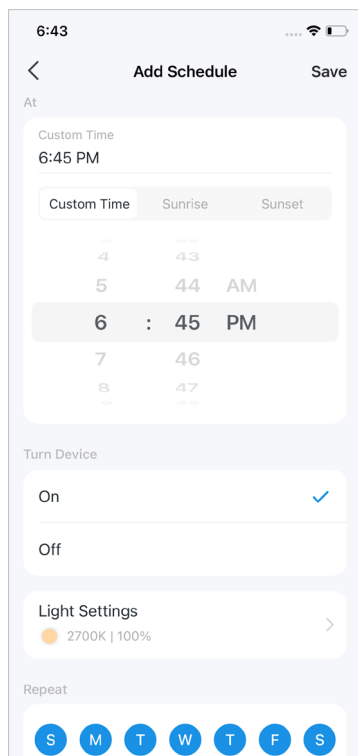 6:43
Add Schedule Save
At
Custom Time
6:45 PM
Custom Time Sunrise Sunset
4 43
5 44 AM
6 : 45 PM
7 46
8 47
Turn Device
On
Off
Light Settings
2700K | 100%
Repeat
S M T W T F S